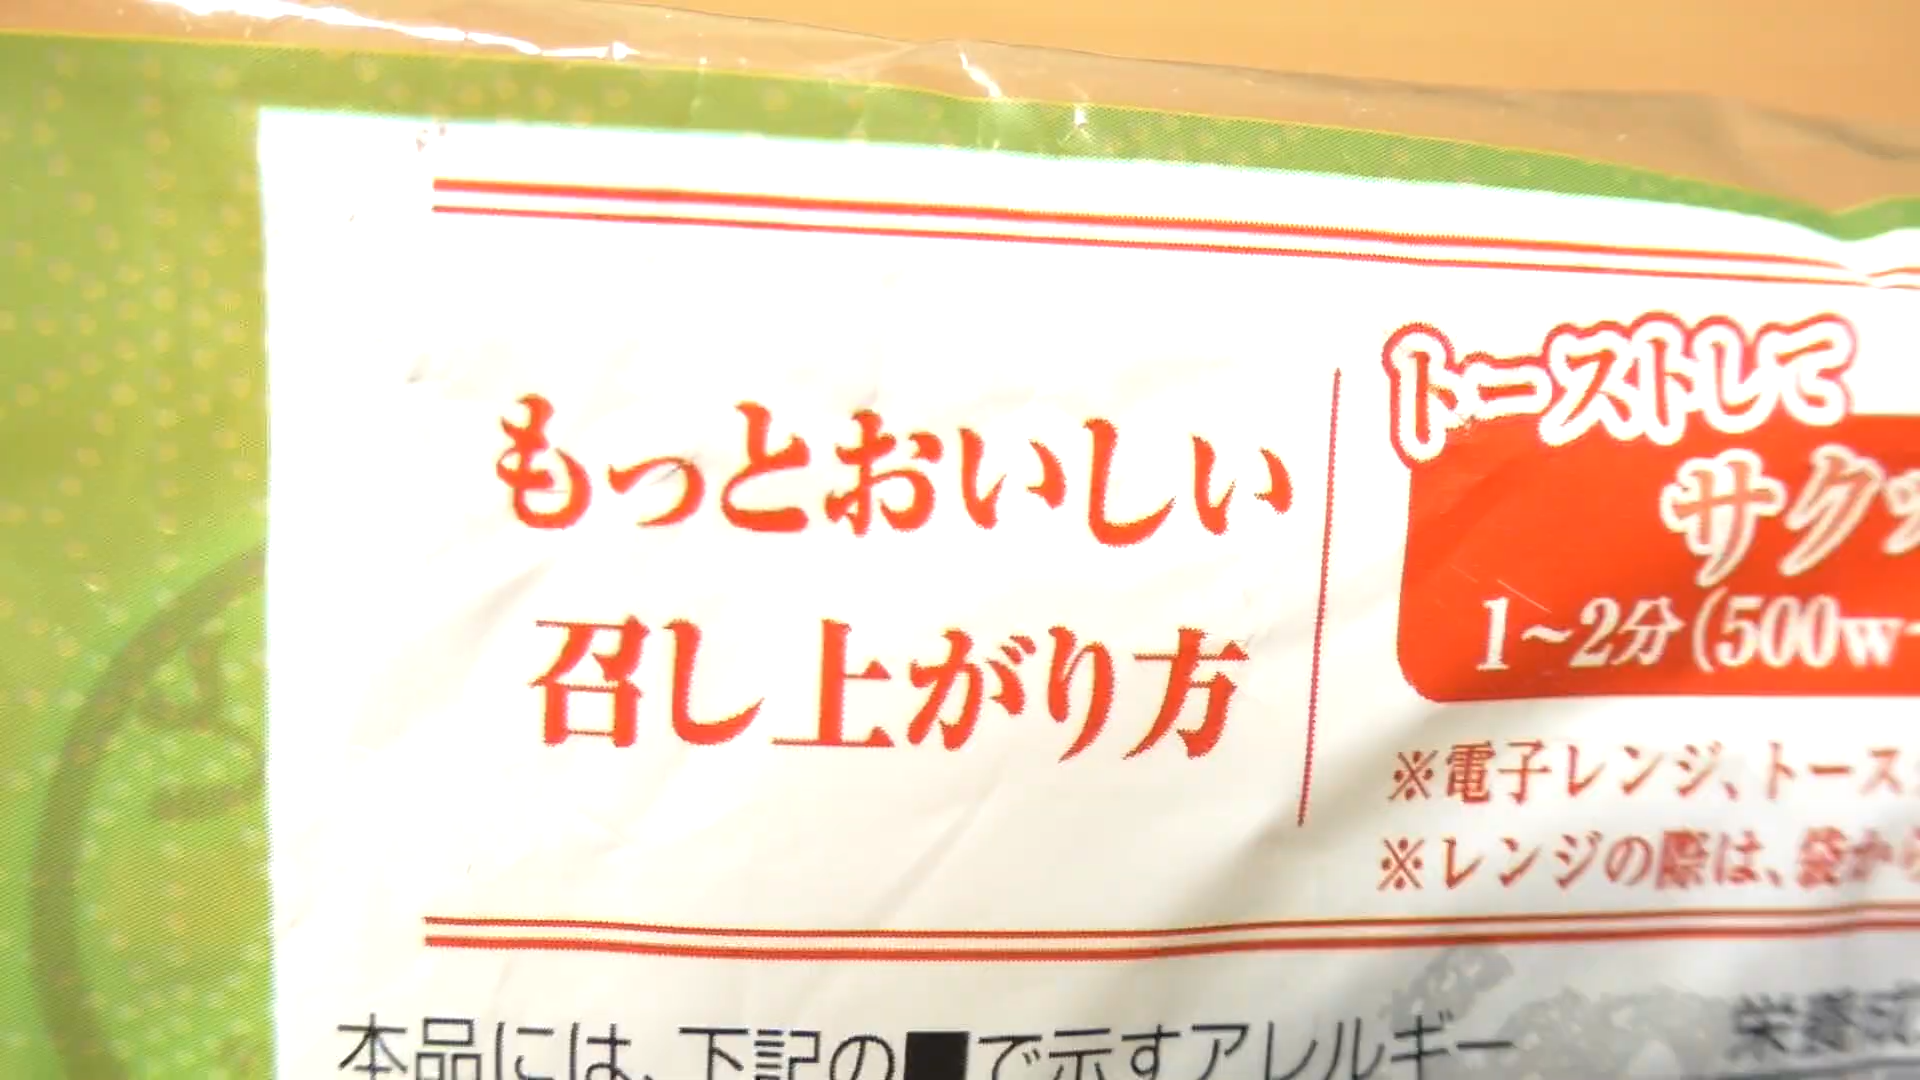 もっとおいしい
召し上がり方
トーストして
サクッ
1〜2分(500w
※電子レンジ、トース
※レンジの際は、袋から
本品には、下記の■で示すアレルギー
栄養成